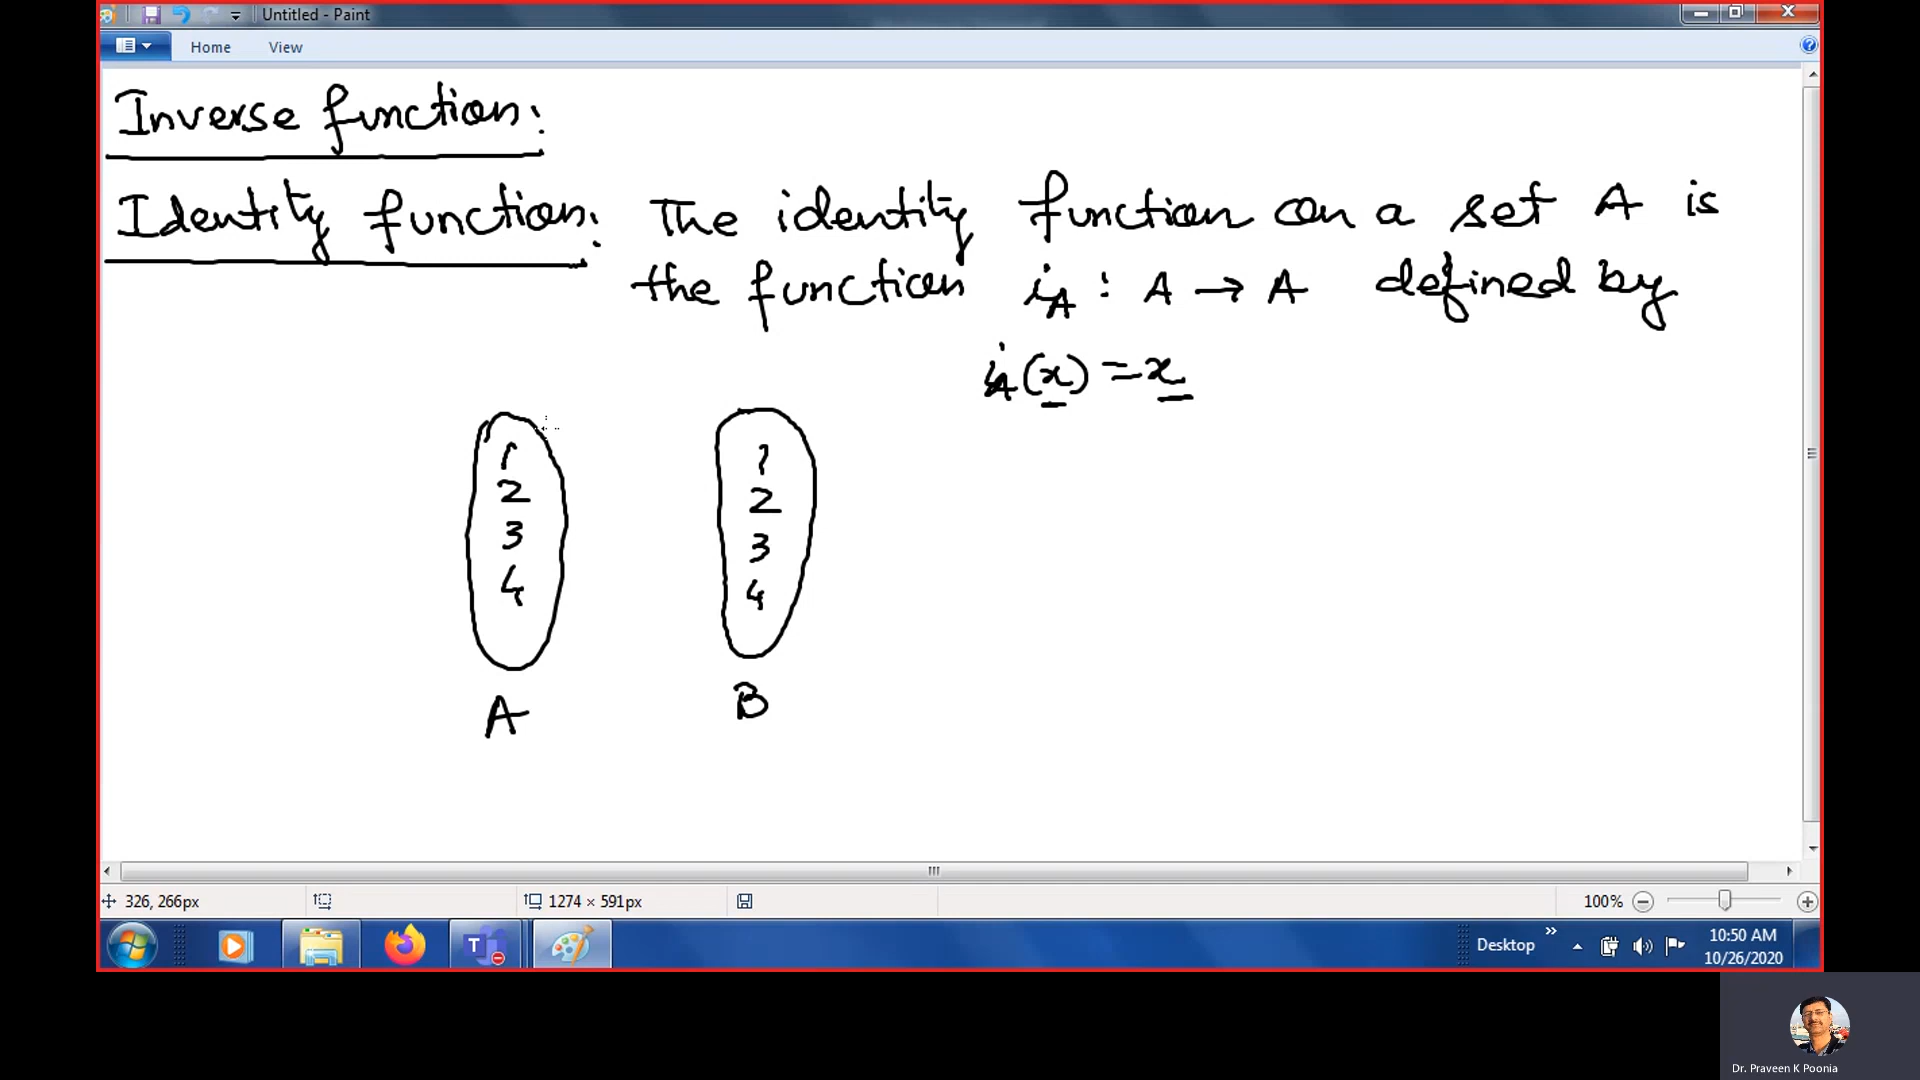 Untitled - Paint
Home View
Inverse function:
Identity function: The identity function on a set A is
the function iA : A → A defined by
iA(x) = x
1 1
2 2
3 3
4 4
A B
326, 266px 1274 × 591px 100%
T Desktop 10:50 AM
10/26/2020
Dr. Praveen K Poonia